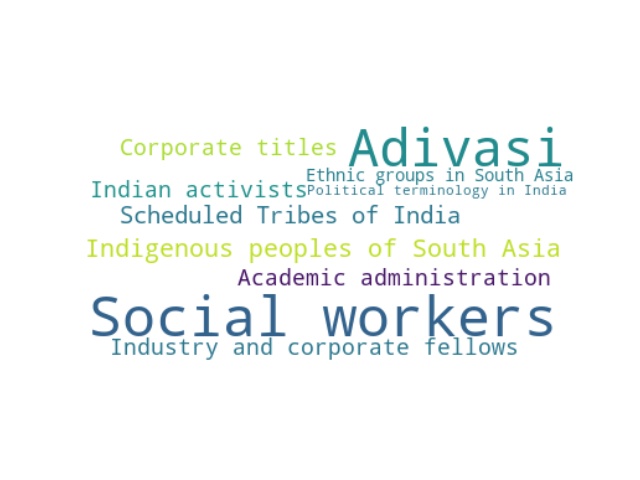 Corporate titles
Adivasi
Ethnic groups in South Asia
Indian activists
Political terminology in India
Scheduled Tribes of India
Indigenous peoples of South Asia
Academic administration
Social workers
Industry and corporate fellows